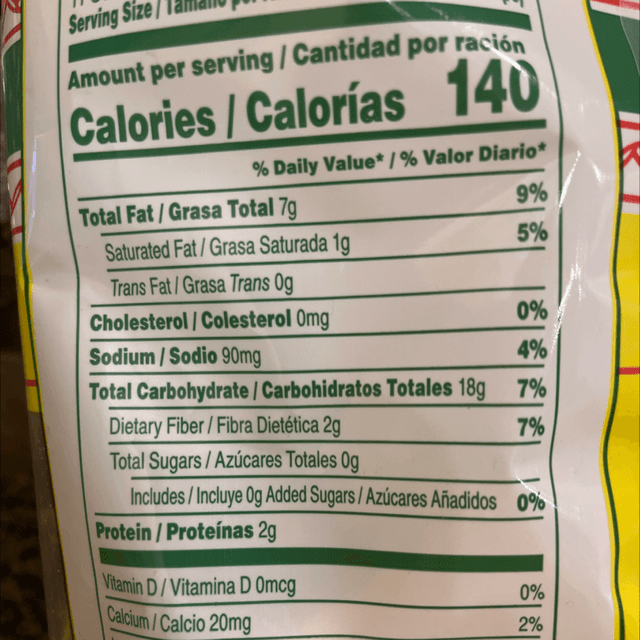 Serving Size / Tamaño por
Amount per serving / Cantidad por ración
Calories / Calorías 140
% Daily Value* / % Valor Diario*
Total Fat / Grasa Total 7g 9%
Saturated Fat / Grasa Saturada 1g 5%
Trans Fat / Grasa Trans 0g
Cholesterol / Colesterol 0mg 0%
Sodium / Sodio 90mg 4%
Total Carbohydrate / Carbohidratos Totales 18g 7%
Dietary Fiber / Fibra Dietética 2g 7%
Total Sugars / Azúcares Totales 0g
Includes / Incluye 0g Added Sugars / Azúcares Añadidos 0%
Protein / Proteínas 2g
Vitamin D / Vitamina D 0mcg 0%
Calcium / Calcio 20mg 2%